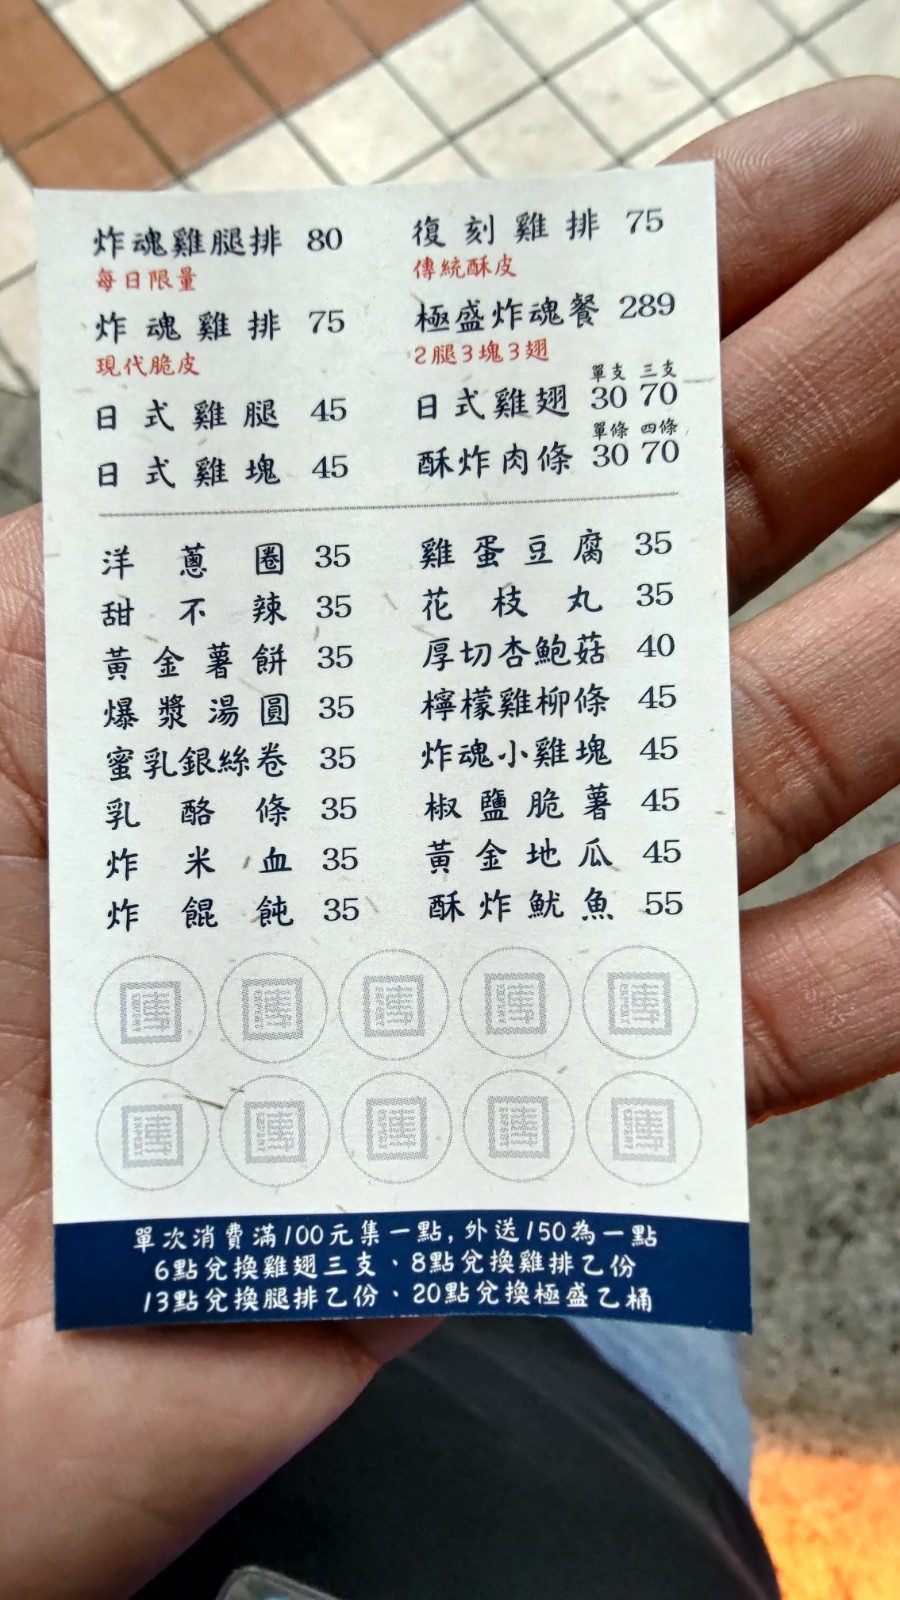 炸魂雞腿排 80
每日限量
炸魂雞排 75
現代脆皮
日式雞腿 45
日式雞塊 45
復刻雞排 75
傳統酥皮
極盛炸魂餐 289
2腿3塊3翅
單支 三支
日式雞翅 30 70
單條 四條
酥炸肉條 30 70
洋蔥圈 35
甜不辣 35
黃金薯餅 35
爆漿湯圓 35
蜜乳銀絲卷 35
乳酪條 35
炸米血 35
炸餛飩 35
雞蛋豆腐 35
花枝丸 35
厚切杏鮑菇 40
檸檬雞柳條 45
炸魂小雞塊 45
椒鹽脆薯 45
黃金地瓜 45
酥炸魷魚 55
單次消費滿100元集一點,外送150為一點
6點兌換雞翅三支、8點兌換雞排乙份
13點兌換腿排乙份、20點兌換極盛乙桶